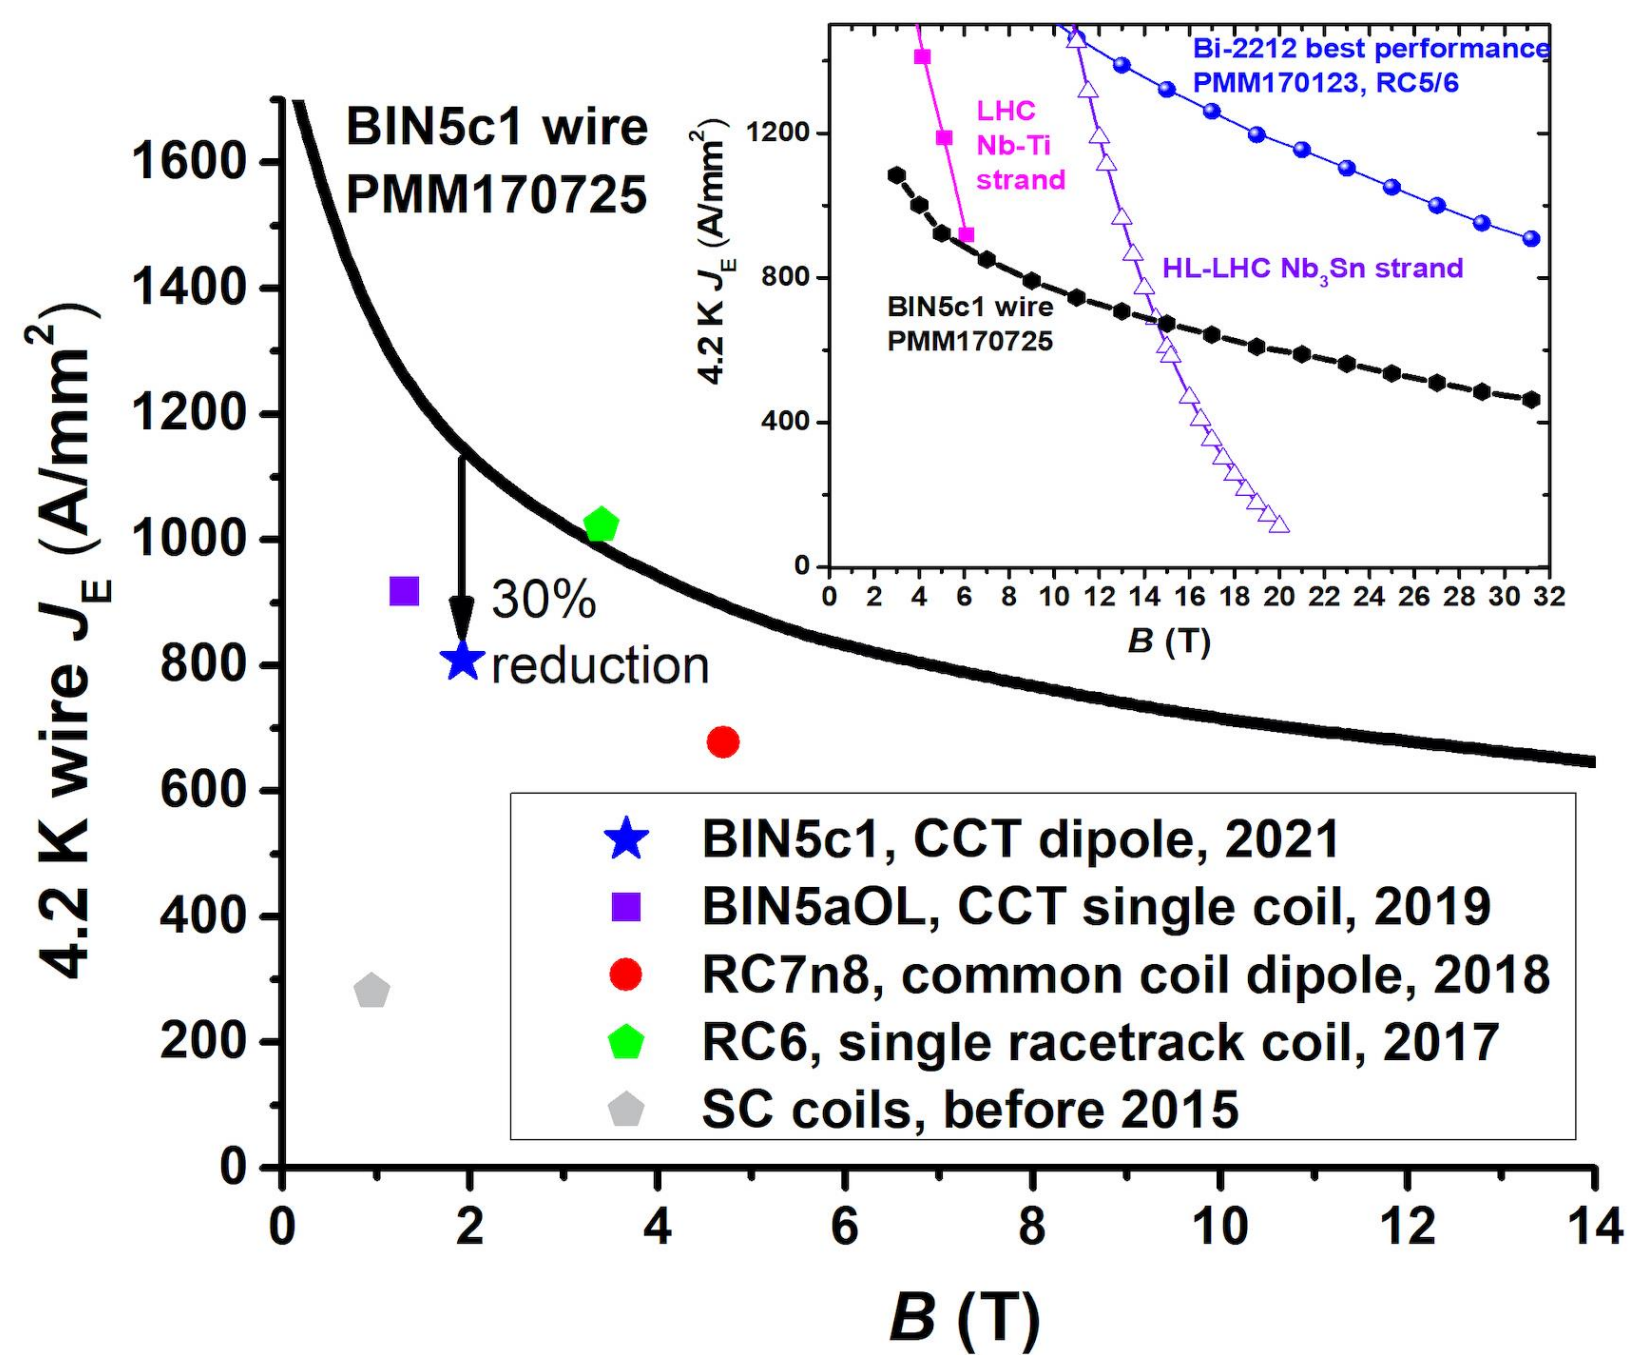 BIN5c1 wire
PMM170725
4.2 K wire J_E (A/mm²)
1600
1400
1200
1000
800
600
400
200
0
0 2 4 6 8 10 12 14
B (T)
30%
reduction
BIN5c1, CCT dipole, 2021
BIN5aOL, CCT single coil, 2019
RC7n8, common coil dipole, 2018
RC6, single racetrack coil, 2017
SC coils, before 2015
4.2 K J_E (A/mm²)
1200
800
400
0
0 2 4 6 8 10 12 14 16 18 20 22 24 26 28 30 32
B (T)
Bi-2212 best performance
PMM170123, RC5/6
LHC
Nb-Ti
strand
HL-LHC Nb₃Sn strand
BIN5c1 wire
PMM170725